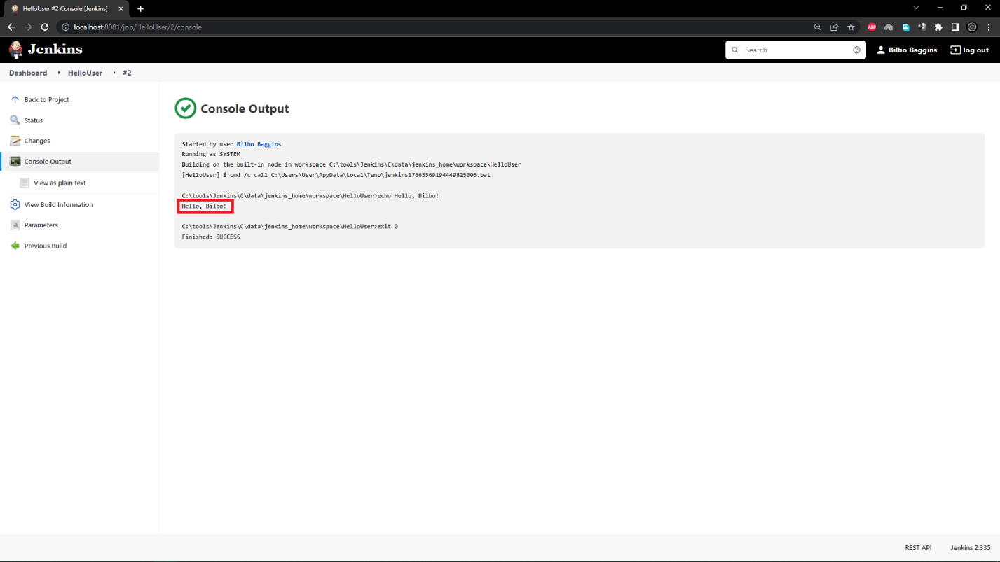 HelloUser #2 Console [Jenkins]
localhost:8081/job/HelloUser/2/console
ABP
Jenkins
Search
Bilbo Baggins
log out
Dashboard
HelloUser
#2
Back to Project
Status
Changes
Console Output
View as plain text
View Build Information
Parameters
Previous Build
Console Output
Started by user Bilbo Baggins
Running as SYSTEM
Building on the built-in node in workspace C:\tools\Jenkins\C\data\jenkins_home\workspace\HelloUser
[HelloUser] $ cmd /c call C:\Users\User\AppData\Local\Temp\jenkins17663569194449825006.bat
C:\tools\Jenkins\C\data\jenkins_home\workspace\HelloUser>echo Hello, Bilbo!
Hello, Bilbo!
C:\tools\Jenkins\C\data\jenkins_home\workspace\HelloUser>exit 0
Finished: SUCCESS
REST API
Jenkins 2.335